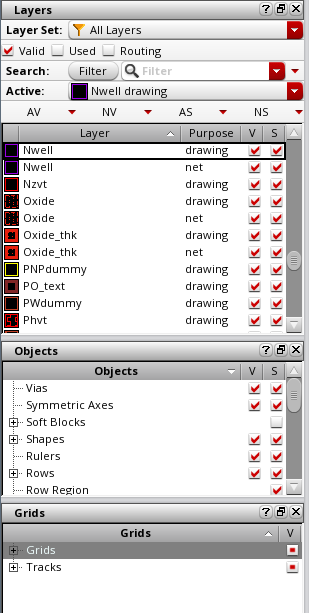 Layers
Layer Set: All Layers
Valid Used Routing
Search: Filter Filter
Active: Nwell drawing
AV NV AS NS
Layer Purpose V S
Nwell drawing
Nwell net
Nzvt drawing
Oxide drawing
Oxide net
Oxide_thk drawing
Oxide_thk net
PNPdummy drawing
PO_text drawing
PWdummy drawing
Phvt drawing
Objects
Objects V S
Vias
Symmetric Axes
Soft Blocks
Shapes
Rulers
Rows
Row Region
Grids
Grids V
Grids
Tracks